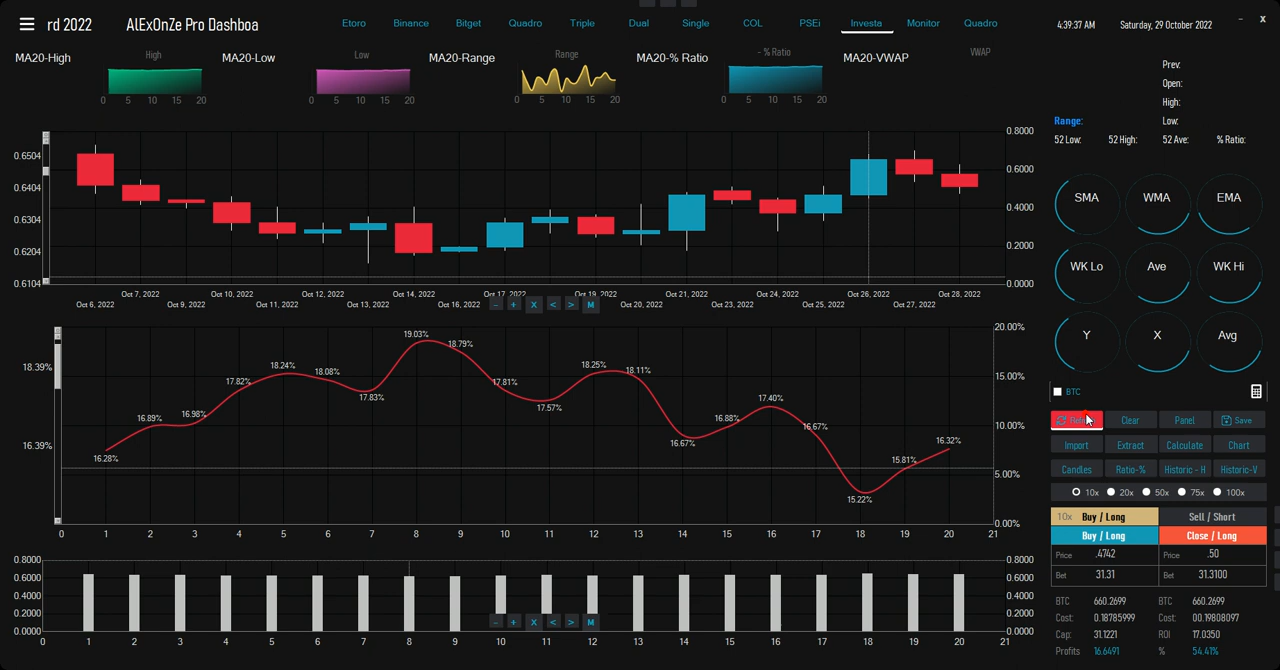 rd 2022 AlExOnZe Pro Dashboa Etoro Binance Bitget Quadro Triple Dual Single COL PSEi Investa Monitor Quadro 4:39:37 AM Saturday, 29 October 2022 – x
MA20-High High MA20-Low Low MA20-Range Range MA20-% Ratio - % Ratio MA20-VWAP VWAP
0 5 10 15 20 0 5 10 15 20 0 5 10 15 20 0 5 10 15 20
Prev:
Open:
High:
Range: Low:
52 Low: 52 High: 52 Ave: % Ratio:
0.6504
0.6404
0.6304
0.6204
0.6104
0.8000
0.6000
0.4000
0.2000
0.0000
Oct 7, 2022 Oct 10, 2022 Oct 12, 2022 Oct 14, 2022 Oct 17, 2022 Oct 19, 2022 Oct 21, 2022 Oct 24, 2022 Oct 26, 2022 Oct 28, 2022
Oct 6, 2022 Oct 9, 2022 Oct 11, 2022 Oct 13, 2022 Oct 16, 2022 Oct 20, 2022 Oct 23, 2022 Oct 25, 2022 Oct 27, 2022
- + X < > M
SMA WMA EMA
WK Lo Ave WK Hi
Y X Avg
18.39%
16.39%
16.28% 16.89% 16.98% 17.82% 18.24% 18.08% 17.83% 19.03% 18.79% 17.81% 17.57% 18.25% 18.11% 16.67% 16.88% 17.40% 16.67% 15.22% 15.81% 16.32%
20.00%
15.00%
10.00%
5.00%
0.00%
0 1 2 3 4 5 6 7 8 9 10 11 12 13 14 15 16 17 18 19 20 21
0.8000
0.6000
0.4000
0.2000
0.0000
0.8000
0.6000
0.4000
0.2000
0.0000
- + X < > M
0 1 2 3 4 5 6 7 8 9 10 11 12 13 14 15 16 17 18 19 20 21
BTC
Clear Panel Save
Import Extract Calculate Chart
Candles Ratio-% Historic - H Historic-V
10x 20x 50x 75x 100x
10x Buy / Long Sell / Short
Buy / Long Close / Long
Price .4742 Price .50
Bet 31.31 Bet 31.3100
BTC 660.2699 BTC 660.2699
Cost: 0.18785999 Cost: 00.19808097
Cap: 31.1221 ROI 17.0350
Profits 16.6491 % 54.41%